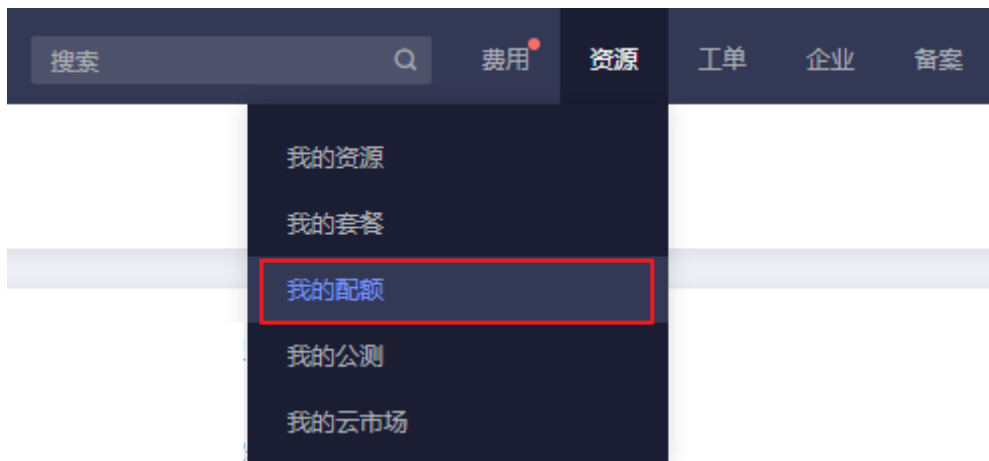 搜索 费用 资源 工单 企业 备案
我的资源
我的套餐
我的配额
我的公测
我的云市场